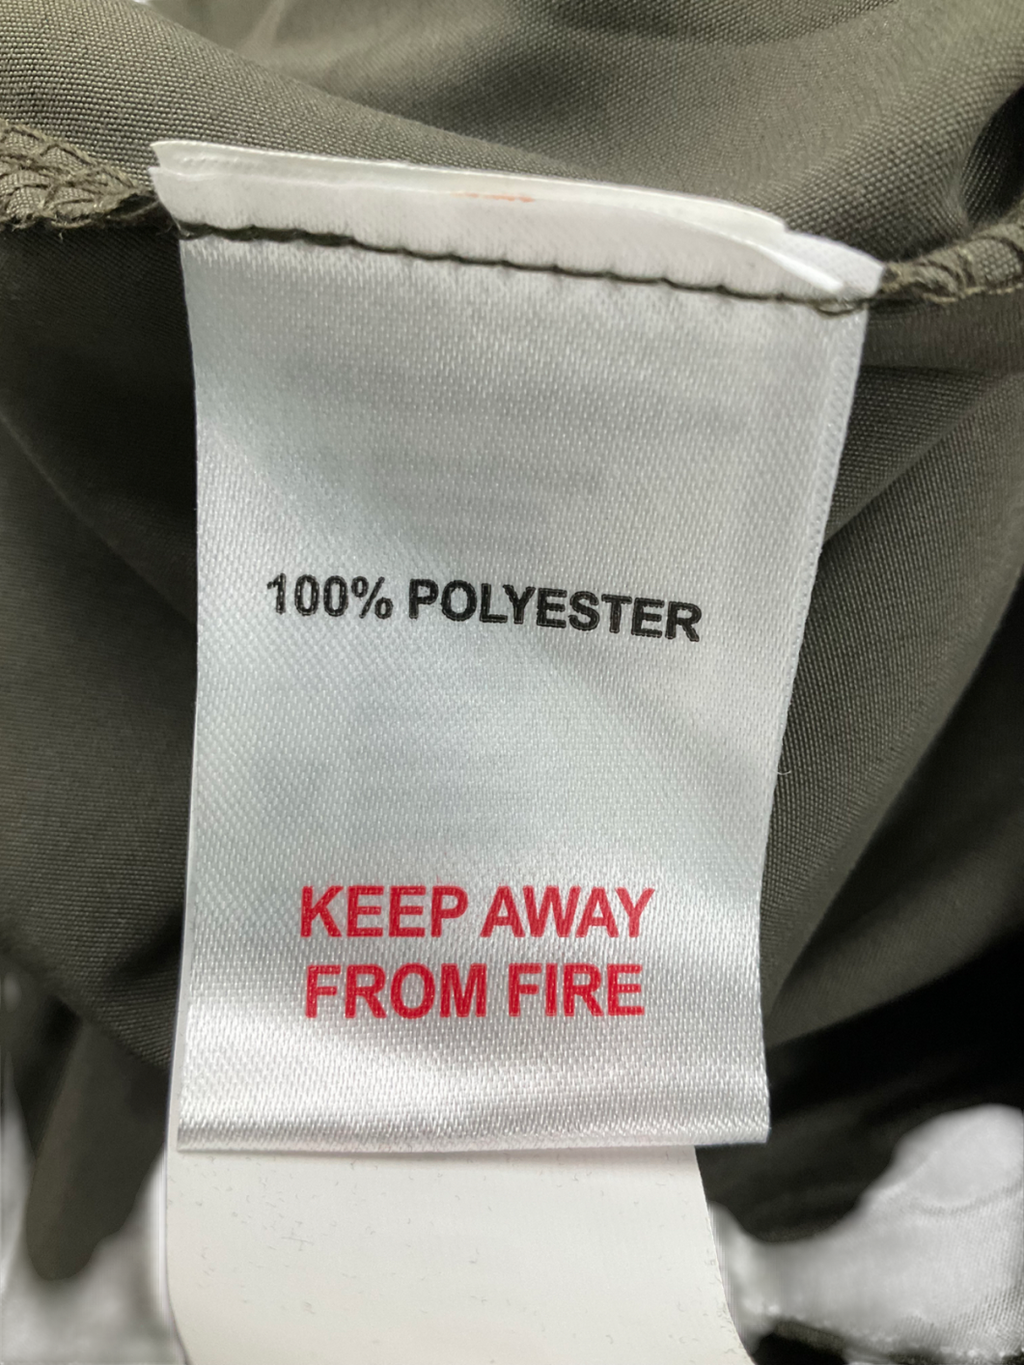 100% POLYESTER
KEEP AWAY
FROM FIRE